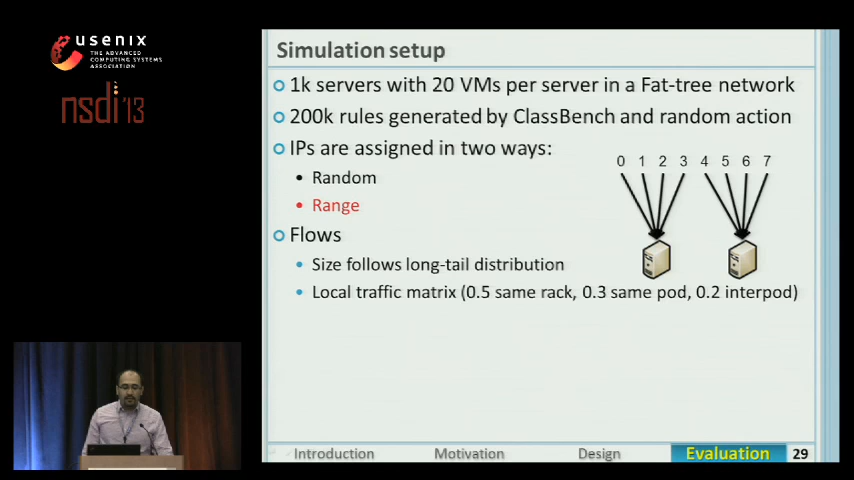 usenix
THE ADVANCED
COMPUTING SYSTEMS
ASSOCIATION
nsdi '13
Simulation setup
1k servers with 20 VMs per server in a Fat-tree network
200k rules generated by ClassBench and random action
IPs are assigned in two ways:
0 1 2 3 4 5 6 7
Random
Range
Flows
Size follows long-tail distribution
Local traffic matrix (0.5 same rack, 0.3 same pod, 0.2 interpod)
Introduction Motivation Design Evaluation 29